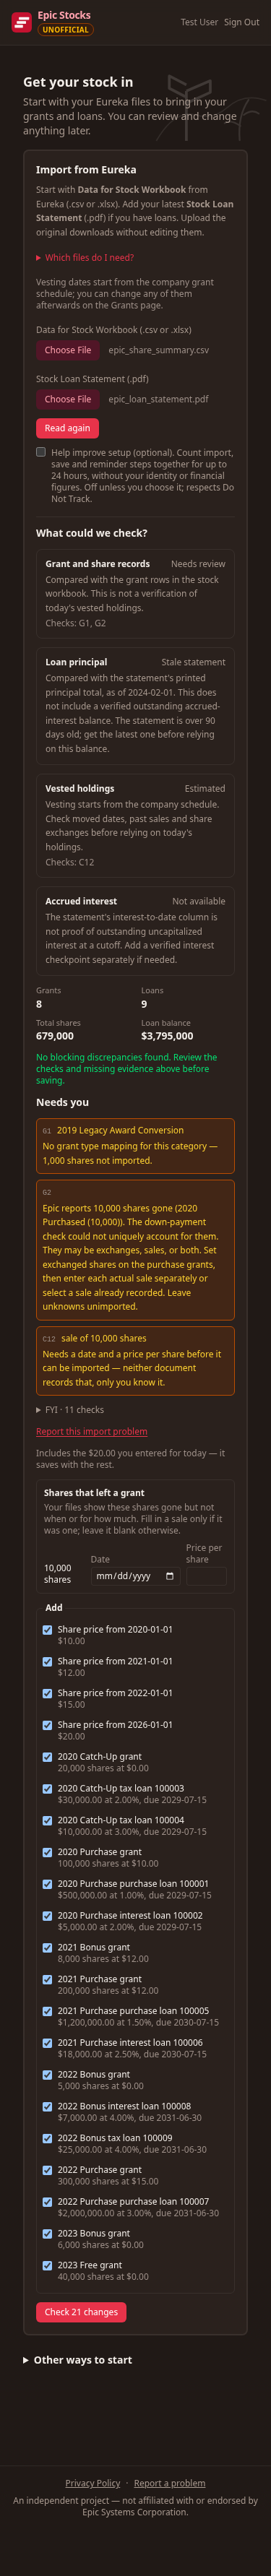 Epic Stocks
UNOFFICIAL
Test User Sign Out
Get your stock in
Start with your Eureka files to bring in your
grants and loans. You can review and change
anything later.
Import from Eureka
Start with Data for Stock Workbook from
Eureka (.csv or .xlsx). Add your latest Stock Loan
Statement (.pdf) if you have loans. Upload the
original downloads without editing them.
Which files do I need?
Vesting dates start from the company grant
schedule; you can change any of them
afterwards on the Grants page.
Data for Stock Workbook (.csv or .xlsx)
Choose File epic_share_summary.csv
Stock Loan Statement (.pdf)
Choose File epic_loan_statement.pdf
Read again
Help improve setup (optional). Count import,
save and reminder steps together for up to
24 hours, without your identity or financial
figures. Off unless you choose it; respects Do
Not Track.
What could we check?
Grant and share records Needs review
Compared with the grant rows in the stock
workbook. This is not a verification of
today's vested holdings.
Checks: G1, G2
Loan principal Stale statement
Compared with the statement's printed
principal total, as of 2024-02-01. This does
not include a verified outstanding accrued-
interest balance. The statement is over 90
days old; get the latest one before relying
on this balance.
Vested holdings Estimated
Vesting starts from the company schedule.
Check moved dates, past sales and share
exchanges before relying on today's
holdings.
Checks: C12
Accrued interest Not available
The statement's interest-to-date column is
not proof of outstanding uncapitalized
interest at a cutoff. Add a verified interest
checkpoint separately if needed.
Grants Loans
8 9
Total shares Loan balance
679,000 $3,795,000
No blocking discrepancies found. Review the
checks and missing evidence above before
saving.
Needs you
G1 2019 Legacy Award Conversion
No grant type mapping for this category —
1,000 shares not imported.
G2
Epic reports 10,000 shares gone (2020
Purchased (10,000)). The down-payment
check could not uniquely account for them.
They may be exchanges, sales, or both. Set
exchanged shares on the purchase grants,
then enter each actual sale separately or
select a sale already recorded. Leave
unknowns unimported.
C12 sale of 10,000 shares
Needs a date and a price per share before it
can be imported — neither document
records that, only you know it.
FYI · 11 checks
Report this import problem
Includes the $20.00 you entered for today — it
saves with the rest.
Shares that left a grant
Your files show these shares gone but not
when or for how much. Fill in a sale only if it
was one; leave it blank otherwise.
10,000 shares
Date
mm/dd/yyyy
Price per share
Add
Share price from 2020-01-01
$10.00
Share price from 2021-01-01
$12.00
Share price from 2022-01-01
$15.00
Share price from 2026-01-01
$20.00
2020 Catch-Up grant
20,000 shares at $0.00
2020 Catch-Up tax loan 100003
$30,000.00 at 2.00%, due 2029-07-15
2020 Catch-Up tax loan 100004
$10,000.00 at 3.00%, due 2029-07-15
2020 Purchase grant
100,000 shares at $10.00
2020 Purchase purchase loan 100001
$500,000.00 at 1.00%, due 2029-07-15
2020 Purchase interest loan 100002
$5,000.00 at 2.00%, due 2029-07-15
2021 Bonus grant
8,000 shares at $12.00
2021 Purchase grant
200,000 shares at $12.00
2021 Purchase purchase loan 100005
$1,200,000.00 at 1.50%, due 2030-07-15
2021 Purchase interest loan 100006
$18,000.00 at 2.50%, due 2030-07-15
2022 Bonus grant
5,000 shares at $0.00
2022 Bonus interest loan 100008
$7,000.00 at 4.00%, due 2031-06-30
2022 Bonus tax loan 100009
$25,000.00 at 4.00%, due 2031-06-30
2022 Purchase grant
300,000 shares at $15.00
2022 Purchase purchase loan 100007
$2,000,000.00 at 3.00%, due 2031-06-30
2023 Bonus grant
6,000 shares at $0.00
2023 Free grant
40,000 shares at $0.00
Check 21 changes
Other ways to start
Privacy Policy · Report a problem
An independent project — not affiliated with or endorsed by
Epic Systems Corporation.